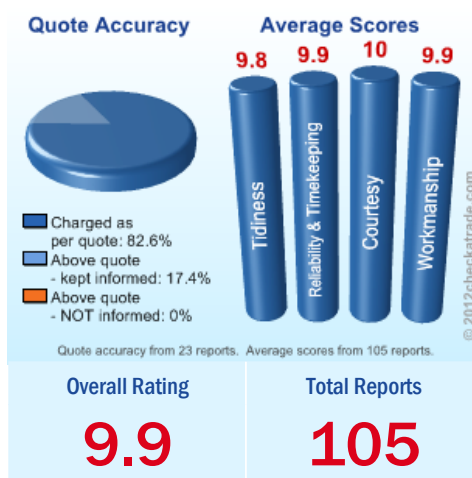 Quote Accuracy
Average Scores
9.8
9.9
10
9.9
Tidiness
Reliability & Timekeeping
Courtesy
Workmanship
Charged as
per quote: 82.6%
Above quote
- kept informed: 17.4%
Above quote
- NOT informed: 0%
© 2012checkatrade.com
Quote accuracy from 23 reports. Average scores from 105 reports.
Overall Rating
9.9
Total Reports
105